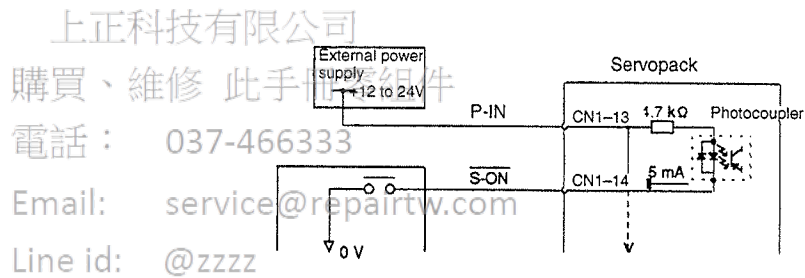 上正科技有限公司
External power
supply
+12 to 24V
Servopack
購買、維修 此手冊零組件
P-IN
CN1–13
4.7 kΩ
Photocoupler
電話： 037-466333
S-ON
CN1–14
5 mA
Email: service@repairtw.com
0 V
Line id: @zzzz